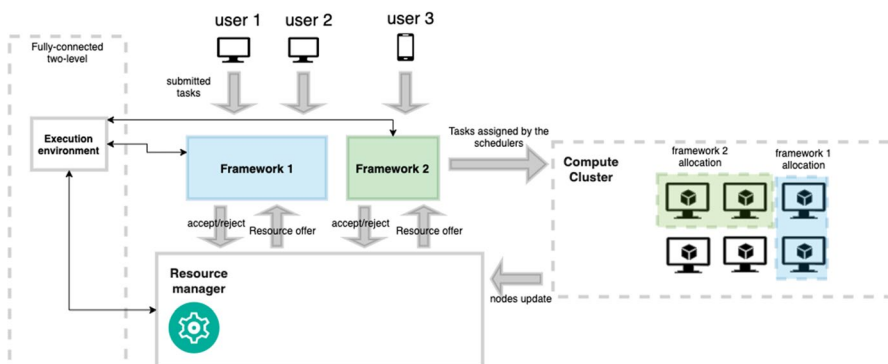 user 1
user 2
user 3
Fully-connected
two-level
submitted
tasks
Execution
environment
Framework 1
Framework 2
Tasks assigned by the
schedulers
Compute
Cluster
framework 2
allocation
framework 1
allocation
accept/reject
Resource offer
accept/reject
Resource offer
Resource
manager
nodes update